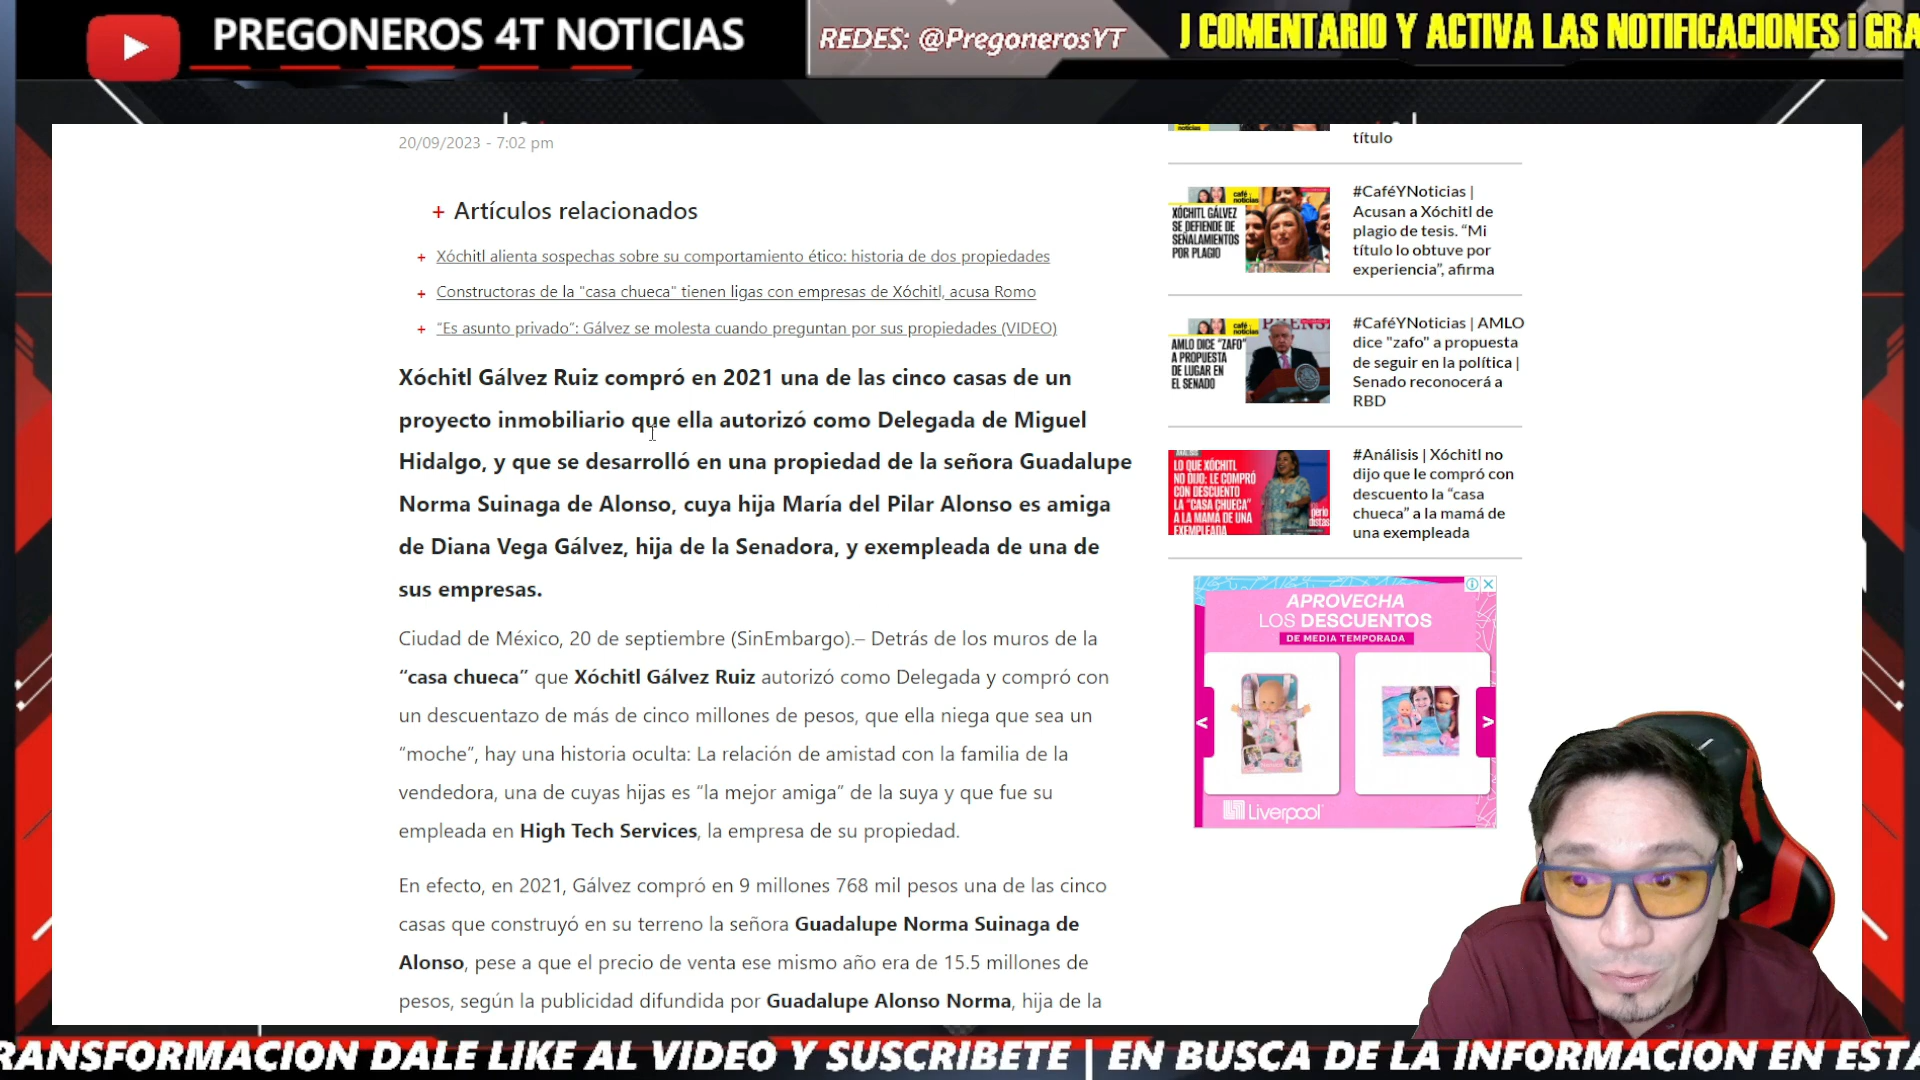 PREGONEROS 4T NOTICIAS
REDES: @PregonerosYT
COMENTARIO Y ACTIVA LAS NOTIFICACIONES ¡ GRA
20/09/2023 - 7:02 pm
+ Artículos relacionados
+ Xóchitl alienta sospechas sobre su comportamiento ético: historia de dos propiedades
+ Constructoras de la "casa chueca" tienen ligas con empresas de Xóchitl, acusa Romo
+ “Es asunto privado”: Gálvez se molesta cuando preguntan por sus propiedades (VIDEO)
Xóchitl Gálvez Ruiz compró en 2021 una de las cinco casas de un
proyecto inmobiliario que ella autorizó como Delegada de Miguel
Hidalgo, y que se desarrolló en una propiedad de la señora Guadalupe
Norma Suinaga de Alonso, cuya hija María del Pilar Alonso es amiga
de Diana Vega Gálvez, hija de la Senadora, y exempleada de una de
sus empresas.
Ciudad de México, 20 de septiembre (SinEmbargo).– Detrás de los muros de la
“casa chueca” que Xóchitl Gálvez Ruiz autorizó como Delegada y compró con
un descuentazo de más de cinco millones de pesos, que ella niega que sea un
“moche”, hay una historia oculta: La relación de amistad con la familia de la
vendedora, una de cuyas hijas es “la mejor amiga” de la suya y que fue su
empleada en High Tech Services, la empresa de su propiedad.
En efecto, en 2021, Gálvez compró en 9 millones 768 mil pesos una de las cinco
casas que construyó en su terreno la señora Guadalupe Norma Suinaga de
Alonso, pese a que el precio de venta ese mismo año era de 15.5 millones de
pesos, según la publicidad difundida por Guadalupe Alonso Norma, hija de la
noticias
título
café y
noticias
XÓCHITL GÁLVEZ
SE DEFIENDE DE
SEÑALAMIENTOS
POR PLAGIO
#CaféYNoticias |
Acusan a Xóchitl de
plagio de tesis. “Mi
título lo obtuve por
experiencia”, afirma
café y
noticias
AMLO DICE "ZAFO"
A PROPUESTA
DE LUGAR EN
EL SENADO
#CaféYNoticias | AMLO
dice "zafo" a propuesta
de seguir en la política |
Senado reconocerá a
RBD
ANÁLISIS
LO QUE XÓCHITL
NO DIJO: LE COMPRÓ
CON DESCUENTO
LA "CASA CHUECA"
A LA MAMÁ DE UNA
EXEMPLEADA
#Análisis | Xóchitl no
dijo que le compró con
descuento la “casa
chueca” a la mamá de
una exempleada
APROVECHA
LOS DESCUENTOS
DE MEDIA TEMPORADA
< >
Liverpool
RANSFORMACION DALE LIKE AL VIDEO Y SUSCRIBETE | EN BUSCA DE LA INFORMACION EN ESTA